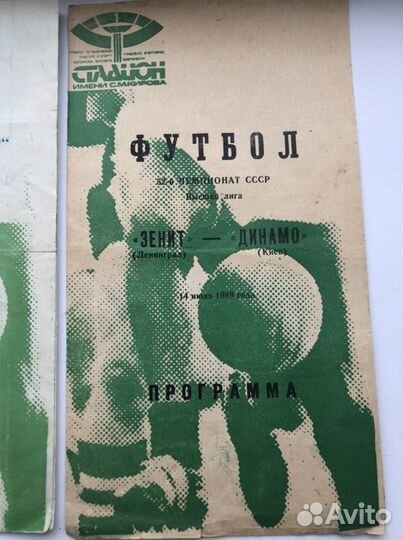 СТАДИОН
ИМЕНИ С.М.КИРОВА
ФУТБОЛ
52-й ЧЕМПИОНАТ СССР
Высшая лига
«ЗЕНИТ» — «ДИНАМО»
(Ленинград) (Киев)
14 июля 1989 года
ПРОГРАММА
Avito